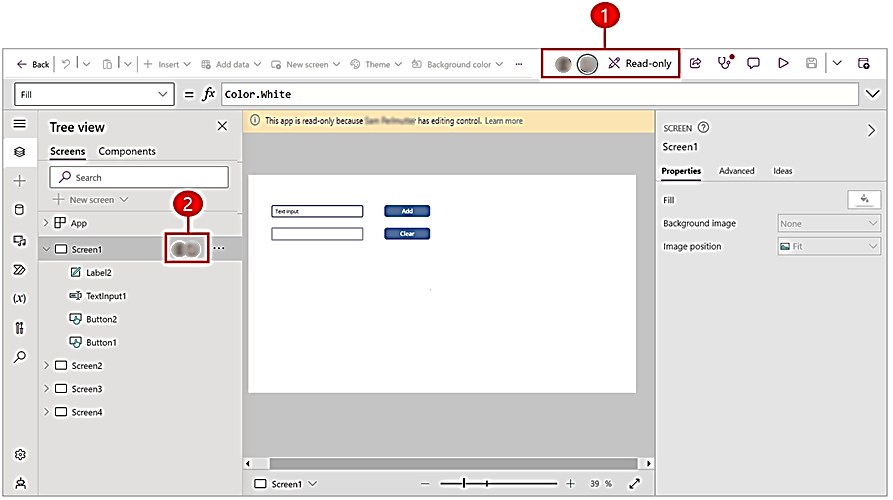 1
Back Insert Add data New screen Theme Background color ... Read-only
Fill = fx Color.White
Tree view
Screens Components
Search
New screen
2
App
Screen1 ...
Label2
TextInput1
Button2
Button1
Screen2
Screen3
Screen4
This app is read-only because has editing control. Learn more
Text input Add
Clear
Screen1 − + 39 %
SCREEN
Screen1
Properties Advanced Ideas
Fill
Background image None
Image position Fit